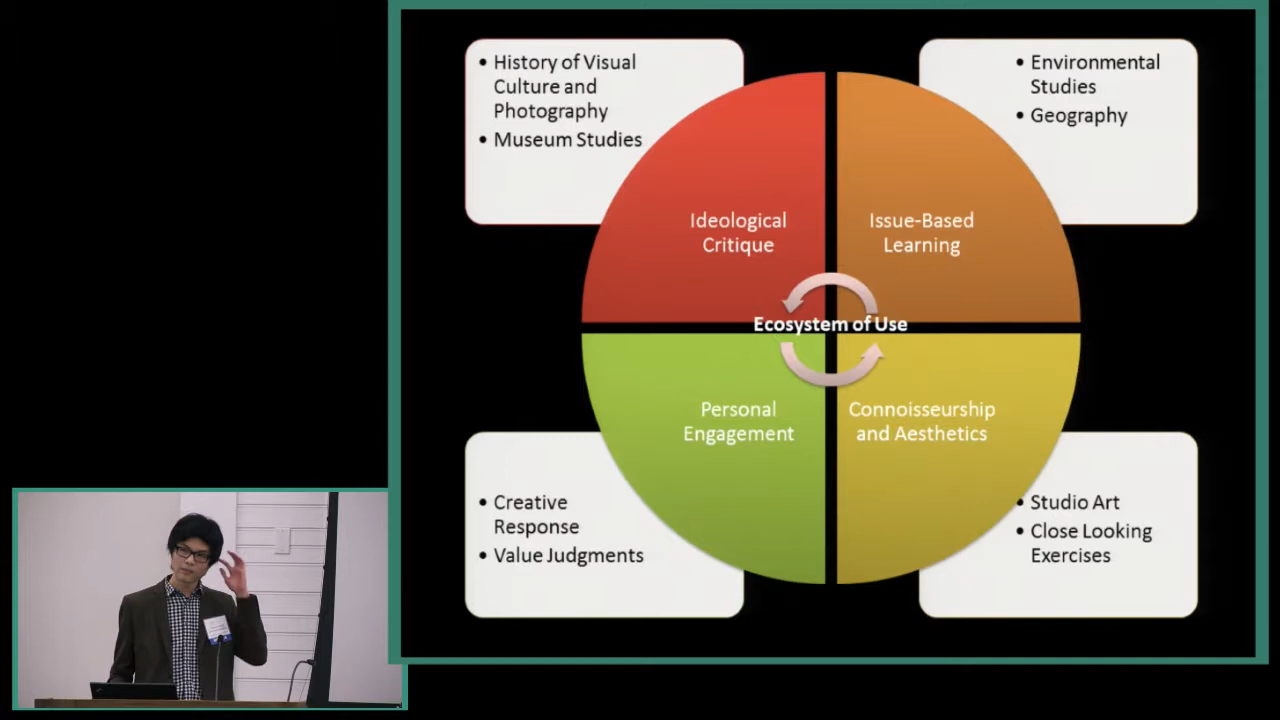 • History of Visual
Culture and
Photography
• Museum Studies
• Environmental
Studies
• Geography
Ideological
Critique
Issue-Based
Learning
Ecosystem of Use
Personal
Engagement
Connoisseurship
and Aesthetics
• Creative
Response
• Value Judgments
• Studio Art
• Close Looking
Exercises